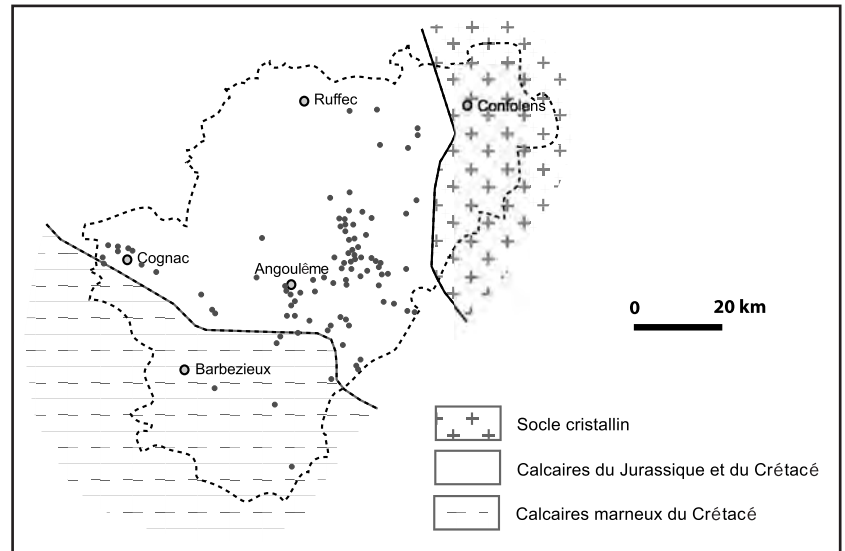 Ruffec
Confolens
Cognac
Angoulême
0 20 km
Barbezieux
Socle cristallin
Calcaires du Jurassique et du Crétacé
Calcaires marneux du Crétacé